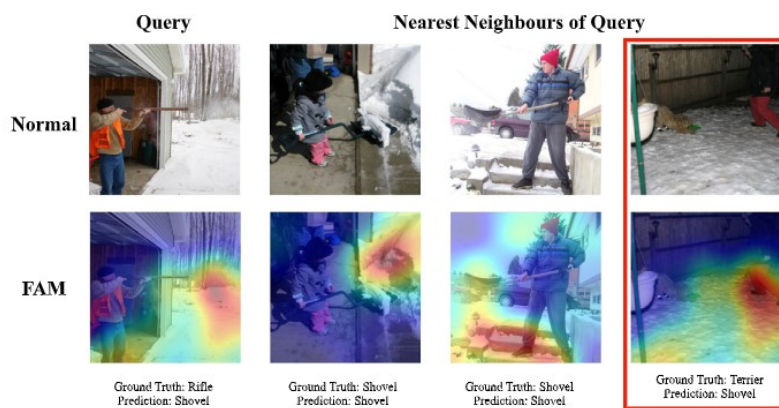 Query
Nearest Neighbours of Query
Normal
FAM
Ground Truth: Rifle
Prediction: Shovel
Ground Truth: Shovel
Prediction: Shovel
Ground Truth: Shovel
Prediction: Shovel
Ground Truth: Terrier
Prediction: Shovel